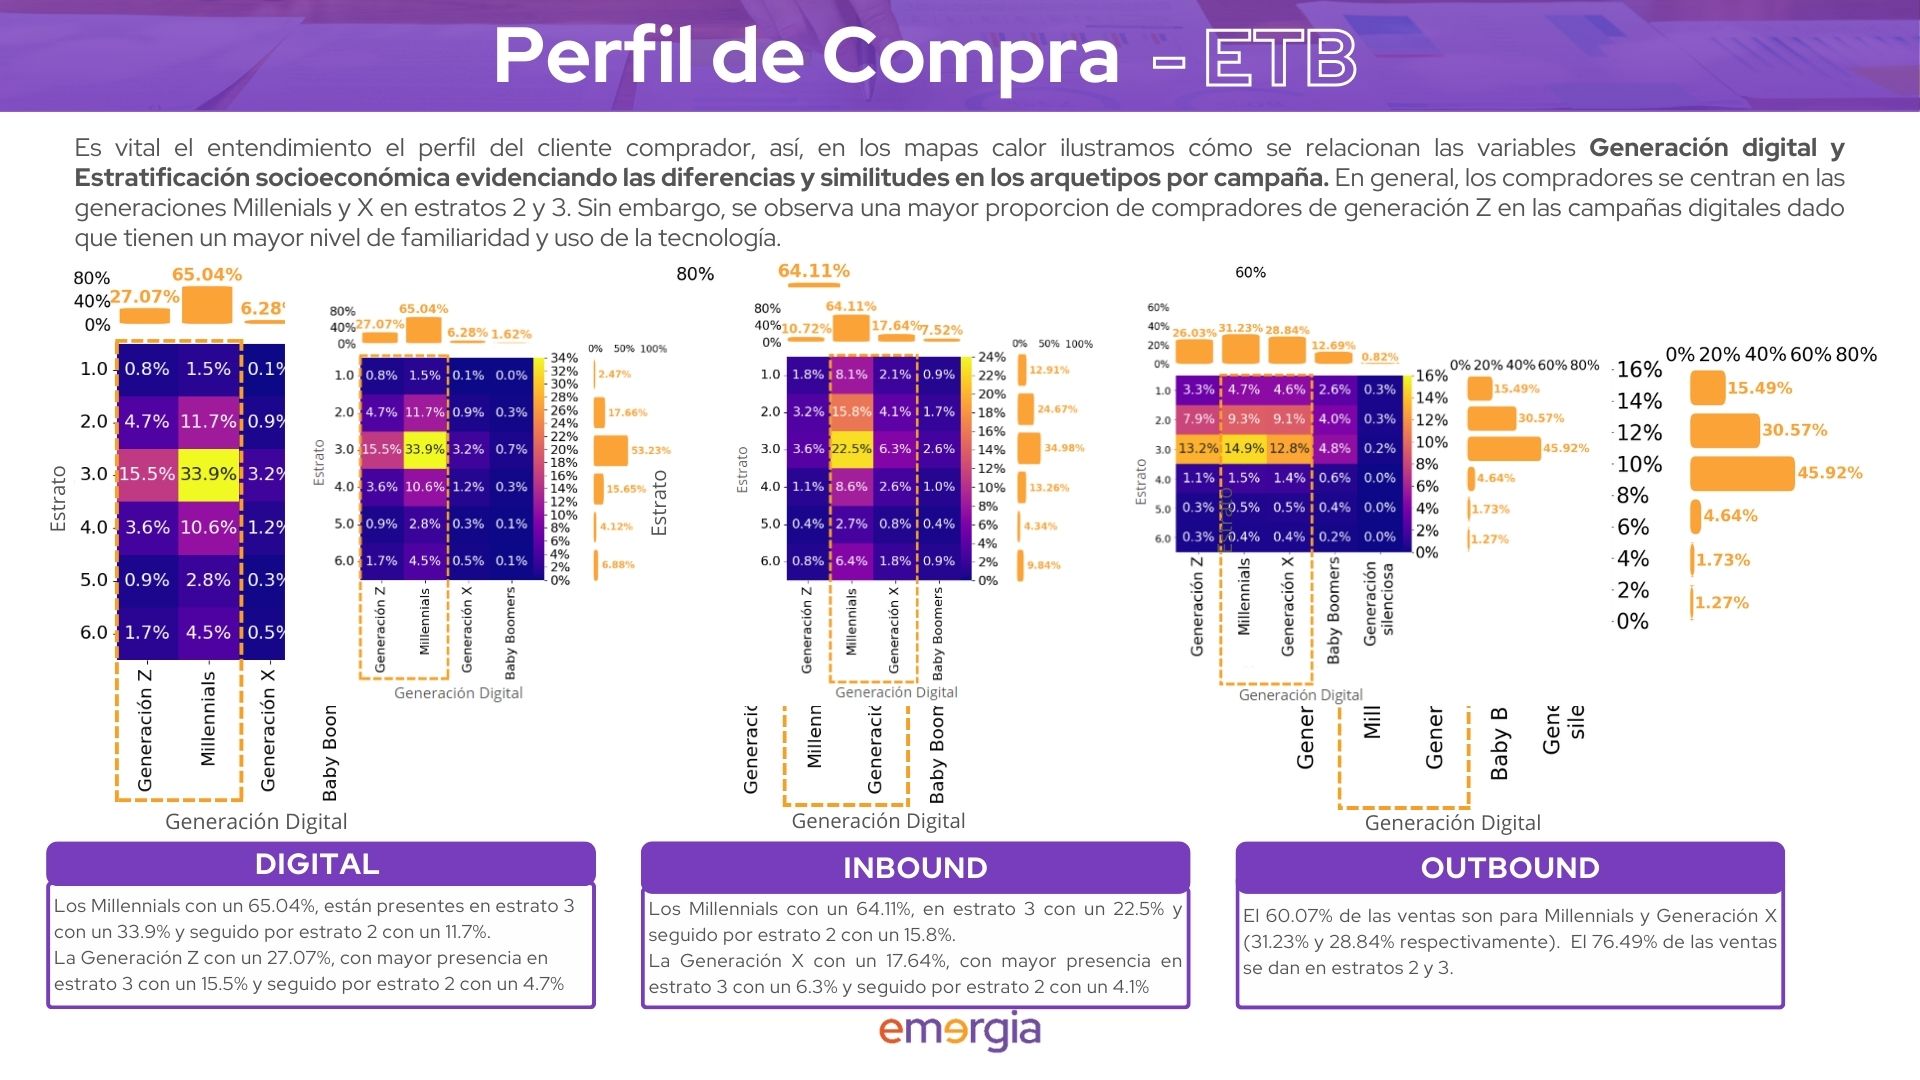 Perfil de Compra - ETB
Es vital el entendimiento el perfil del cliente comprador, así, en los mapas calor ilustramos cómo se relacionan las variables Generación digital y
Estratificación socioeconómica evidenciando las diferencias y similitudes en los arquetipos por campaña. En general, los compradores se centran en las
generaciones Millenials y X en estratos 2 y 3. Sin embargo, se observa una mayor proporcion de compradores de generación Z en las campañas digitales dado
que tienen un mayor nivel de familiaridad y uso de la tecnología.
80%
40%
0%
27.07%
65.04%
6.28
Estrato
1.0 0.8% 1.5% 0.1%
2.0 4.7% 11.7% 0.9%
3.0 15.5% 33.9% 3.2%
4.0 3.6% 10.6% 1.2%
5.0 0.9% 2.8% 0.3%
6.0 1.7% 4.5% 0.5%
Generación Z
Millennials
Generación X
Baby Boon
Generación Digital
80%
40%
0%
27.07%
65.04%
6.28%
1.62%
Estrato
1.0 0.8% 1.5% 0.1% 0.0%
2.0 4.7% 11.7% 0.9% 0.3%
3.0 15.5% 33.9% 3.2% 0.7%
4.0 3.6% 10.6% 1.2% 0.3%
5.0 0.9% 2.8% 0.3% 0.1%
6.0 1.7% 4.5% 0.5% 0.1%
Generación Z
Millennials
Generación X
Baby Boomers
Generación Digital
34%
32%
30%
28%
26%
24%
22%
20%
18%
16%
14%
12%
10%
8%
6%
4%
2%
0%
0% 50% 100%
2.47%
17.66%
53.23%
15.65%
4.12%
6.88%
80%
64.11%
Estrato
80%
40%
0%
10.72%
64.11%
17.64%
7.52%
Estrato
1.0 1.8% 8.1% 2.1% 0.9%
2.0 3.2% 15.8% 4.1% 1.7%
3.0 3.6% 22.5% 6.3% 2.6%
4.0 1.1% 8.6% 2.6% 1.0%
5.0 0.4% 2.7% 0.8% 0.4%
6.0 0.8% 6.4% 1.8% 0.9%
Generación Z
Millennials
Generación X
Baby Boomers
Generación Digital
24%
22%
20%
18%
16%
14%
12%
10%
8%
6%
4%
2%
0%
0% 50% 100%
12.91%
24.67%
34.98%
13.26%
4.34%
9.84%
Generació
Millenn
Generació
Baby Boon
Generación Digital
60%
60%
40%
20%
0%
26.03%
31.23%
28.84%
12.69%
0.82%
Estrato
1.0 3.3% 4.7% 4.6% 2.6% 0.3%
2.0 7.9% 9.3% 9.1% 4.0% 0.3%
3.0 13.2% 14.9% 12.8% 4.8% 0.2%
4.0 1.1% 1.5% 1.4% 0.6% 0.0%
5.0 0.3% 0.5% 0.5% 0.4% 0.0%
6.0 0.3% 0.4% 0.4% 0.2% 0.0%
Estrato
Generación Z
Millennials
Generación X
Baby Boomers
Generación
silenciosa
Generación Digital
16%
14%
12%
10%
8%
6%
4%
2%
0%
0% 20% 40% 60% 80%
15.49%
30.57%
45.92%
4.64%
1.73%
1.27%
16%
14%
12%
10%
8%
6%
4%
2%
0%
0% 20% 40% 60% 80%
15.49%
30.57%
45.92%
4.64%
1.73%
1.27%
Gener
Mill
Gener
Baby B
Gene
sile
Generación Digital
DIGITAL
Los Millennials con un 65.04%, están presentes en estrato 3
con un 33.9% y seguido por estrato 2 con un 11.7%.
La Generación Z con un 27.07%, con mayor presencia en
estrato 3 con un 15.5% y seguido por estrato 2 con un 4.7%
INBOUND
Los Millennials con un 64.11%, en estrato 3 con un 22.5% y
seguido por estrato 2 con un 15.8%.
La Generación X con un 17.64%, con mayor presencia en
estrato 3 con un 6.3% y seguido por estrato 2 con un 4.1%
OUTBOUND
El 60.07% de las ventas son para Millennials y Generación X
(31.23% y 28.84% respectivamente). El 76.49% de las ventas
se dan en estratos 2 y 3.
emergia